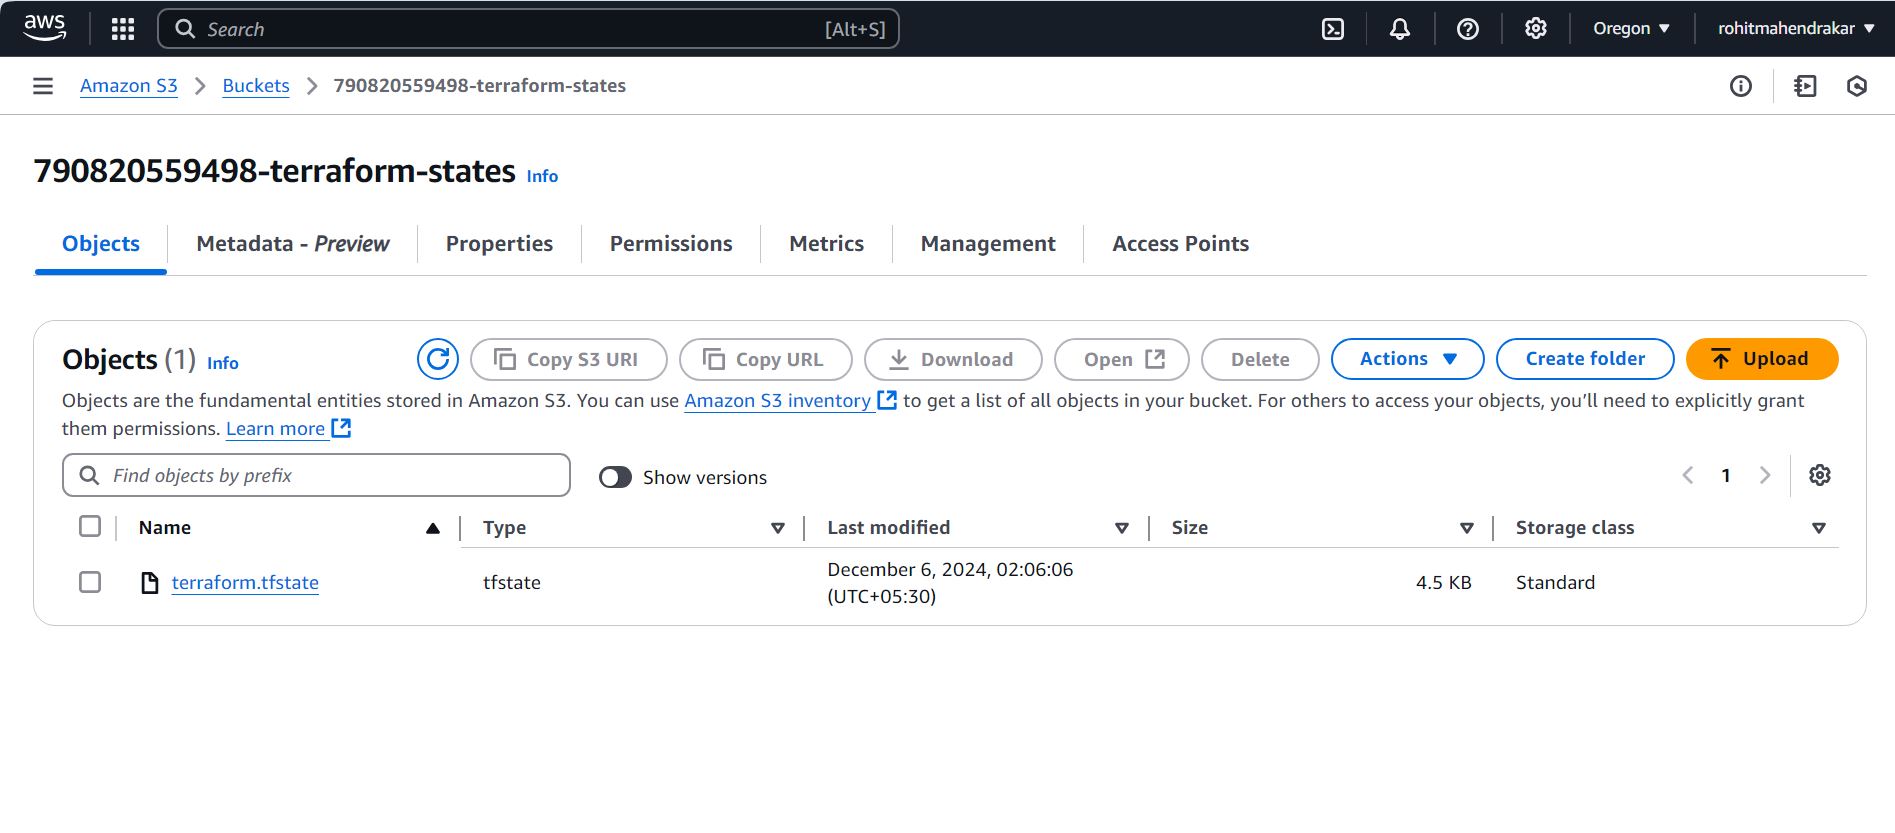 aws
Search [Alt+S]
Oregon ▼
rohitmahendrakar ▼
Amazon S3 > Buckets > 790820559498-terraform-states
790820559498-terraform-states Info
Objects Metadata - Preview Properties Permissions Metrics Management Access Points
Objects (1) Info
Copy S3 URI Copy URL Download Open Delete Actions ▼ Create folder Upload
Objects are the fundamental entities stored in Amazon S3. You can use Amazon S3 inventory to get a list of all objects in your bucket. For others to access your objects, you’ll need to explicitly grant
them permissions. Learn more
Find objects by prefix Show versions 1
Name Type Last modified Size Storage class
terraform.tfstate tfstate December 6, 2024, 02:06:06 4.5 KB Standard
(UTC+05:30)